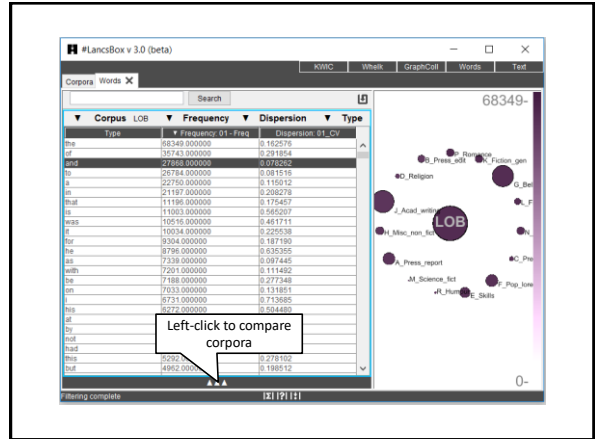 #LancsBox v 3.0 (beta)
KWIC Whelk GraphColl Words Text
Corpora Words
Search
Corpus LOB Frequency Dispersion Type
Type Frequency: 01 - Freq Dispersion: 01_CV
the 68349.000000 0.162576
of 35743.000000 0.291854
and 27868.000000 0.078262
to 26784.000000 0.081516
a 22750.000000 0.115012
in 21197.000000 0.208278
that 11196.000000 0.175457
is 11003.000000 0.565207
was 10516.000000 0.461711
it 10034.000000 0.225538
for 9304.000000 0.187190
he 8796.000000 0.635355
as 7339.000000 0.097445
with 7201.000000 0.111492
be 7188.000000 0.277348
on 7033.000000 0.131851
i 6731.000000 0.713685
his 6272.000000 0.504480
at
by
not
had
this 5292.000000 0.278102
but 4962.000000 0.198512
Left-click to compare
corpora
Filtering complete
|Σ| |?| |↕|
68349-
P_Romance
B_Press_edit K_Fiction_gen
D_Religion
G_Bel
L_F
J_Acad_writing
LOB
H_Misc_non_fict
N_
C_Pre
A_Press_report
M_Science_fict
F_Pop_lore
R_Hum E_Skills
0-